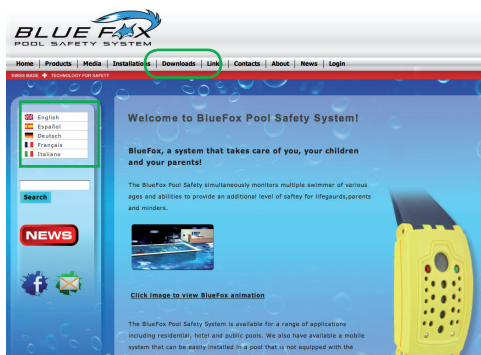 BLUE FOX
POOL SAFETY SYSTEM
Home | Products | Media | Installations | Downloads | Links | Contacts | About | News | Login
SWISS MADE TECHNOLOGY FOR SAFETY
English
Español
Deutsch
Français
Italiano
Search
NEWS
Welcome to BlueFox Pool Safety System!
BlueFox, a system that takes care of you, your children
and your parents!
The BlueFox Pool Safety simultaneously monitors multiple swimmer of various
ages and abilities to provide an additional level of saftey for lifegaurds,parents
and minders.
Click image to view BlueFox animation
The BlueFox Pool Safety System is available for a range of applications
including residential, hotel and public pools. We also have available a mobile
system that can be easily installed in a pool that is not equipped with the